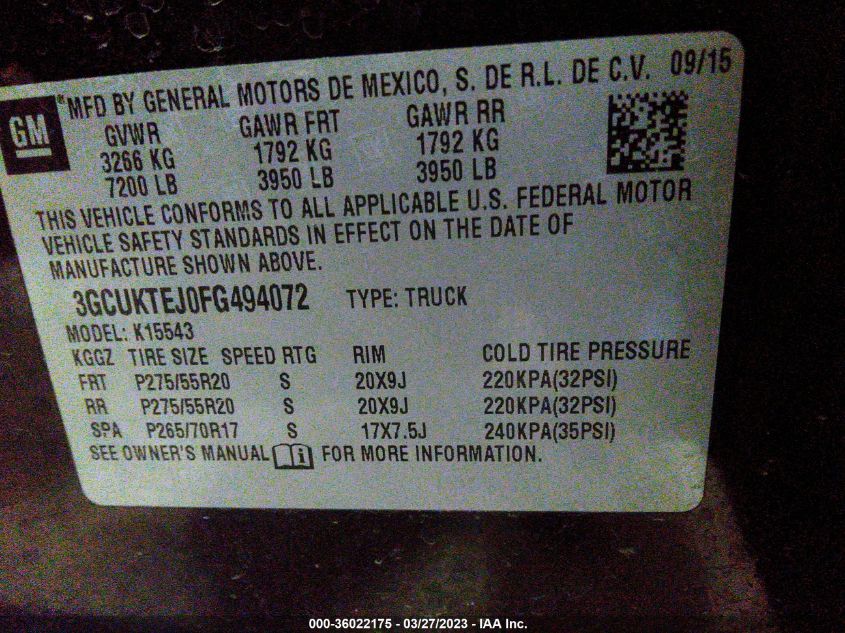 *MFD BY GENERAL MOTORS DE MEXICO, S. DE R.L. DE C.V. 09/15
GM
GVWR GAWR FRT GAWR RR
3266 KG 1792 KG 1792 KG
7200 LB 3950 LB 3950 LB
THIS VEHICLE CONFORMS TO ALL APPLICABLE U.S. FEDERAL MOTOR
VEHICLE SAFETY STANDARDS IN EFFECT ON THE DATE OF
MANUFACTURE SHOWN ABOVE.
3GCUKTEJ0FG494072 TYPE: TRUCK
MODEL: K15543
KGGZ TIRE SIZE SPEED RTG RIM COLD TIRE PRESSURE
FRT P275/55R20 S 20X9J 220KPA(32PSI)
RR P275/55R20 S 20X9J 220KPA(32PSI)
SPA P265/70R17 S 17X7.5J 240KPA(35PSI)
SEE OWNER'S MANUAL i FOR MORE INFORMATION.
000-36022175 - 03/27/2023 - IAA Inc.